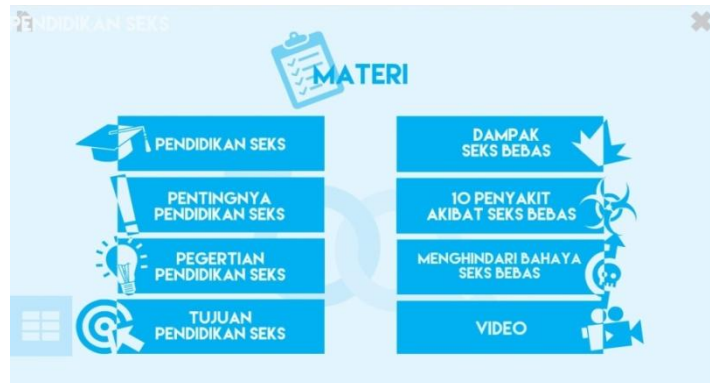 PENDIDIKAN SEKS
MATERI
PENDIDIKAN SEKS
PENTINGNYA
PENDIDIKAN SEKS
PEGERTIAN
PENDIDIKAN SEKS
TUJUAN
PENDIDIKAN SEKS
DAMPAK
SEKS BEBAS
10 PENYAKIT
AKIBAT SEKS BEBAS
MENGHINDARI BAHAYA
SEKS BEBAS
VIDEO